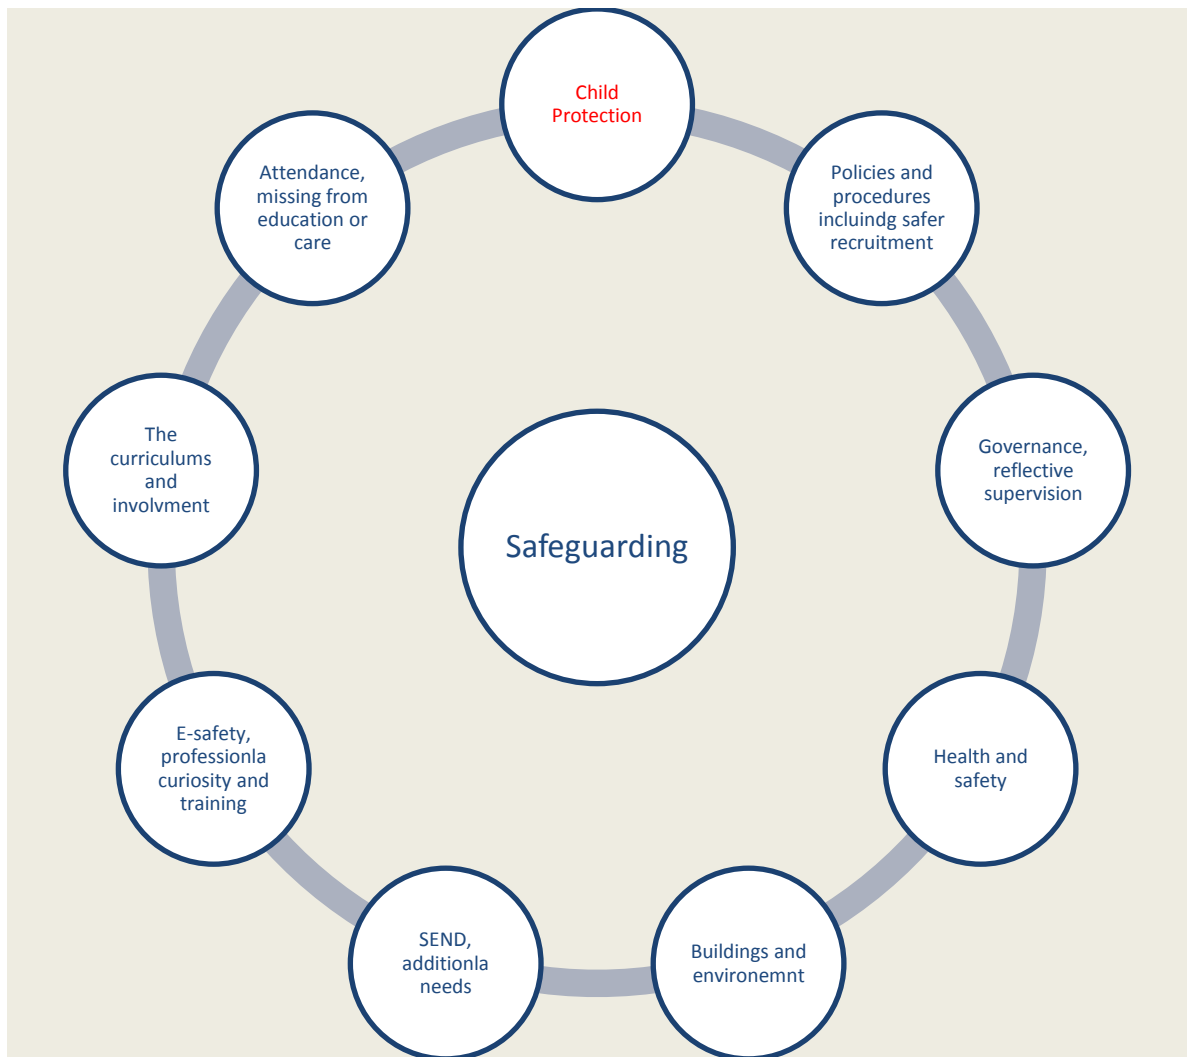 Child
Protection
Policies and
procedures
incluindg safer
recruitment
Governance,
reflective
supervision
Health and
safety
Buildings and
environemnt
SEND,
additionla
needs
E-safety,
professionla
curiosity and
training
The
curriculums
and
involvment
Attendance,
missing from
education or
care
Safeguarding